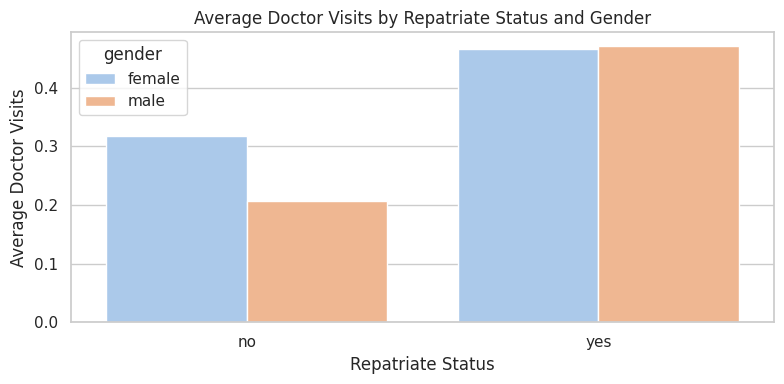 Average Doctor Visits by Repatriate Status and Gender
gender
female
male
Average Doctor Visits
0.4
0.3
0.2
0.1
0.0
no
yes
Repatriate Status